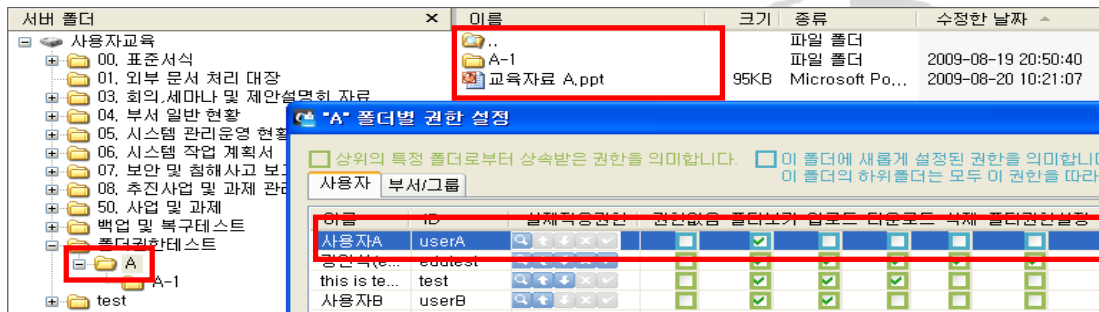 서버 폴더 × 이름 크기 종류 수정한 날짜
사용자교육
00. 표준서식
01. 외부 문서 처리 대장
03. 회의,세마나 및 제안설명회 자료
04. 부서 일반 현황
05. 시스템 관리운영 현황
06. 시스템 작업 계획서
07. 보안 및 침해사고 보
08. 추진사업 및 과제 관리
50. 사업 및 과제
백업 및 복구테스트
폴더권한테스트
A
A-1
test
.. 파일 폴더
A-1 파일 폴더 2009-08-19 20:50:40
교육자료 A.ppt 95KB Microsoft Po... 2009-08-20 10:21:07
"A" 폴더별 권한 설정
상위의 특정 폴더로부터 상속받은 권한을 의미합니다. 이 폴더에 새롭게 설정된 권한을 의미합니다
이 폴더의 하위폴더는 모두 이 권한을 따라
사용자 부서/그룹
이름 ID 실제적용권한 권한없음 폴더보기 업로드 다운로드 삭제 폴더권한설정
사용자A userA
edutest
this is te... test
사용자B userB